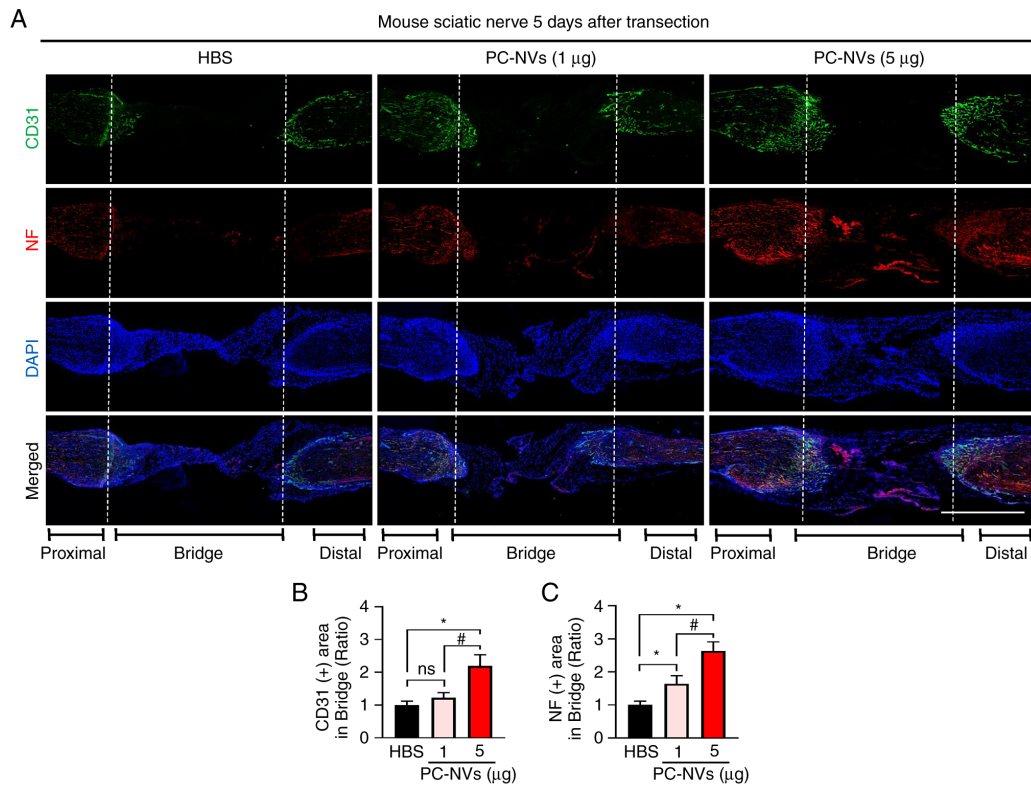 A
Mouse sciatic nerve 5 days after transection
HBS
PC-NVs (1 μg)
PC-NVs (5 μg)
CD31
NF
DAPI
Merged
Proximal
Bridge
Distal
Proximal
Bridge
Distal
Proximal
Bridge
Distal
B
CD31 (+) area
in Bridge (Ratio)
4
3
2
1
0
*
#
ns
HBS
1
5
PC-NVs (μg)
C
NF (+) area
in Bridge (Ratio)
4
3
2
1
0
*
#
*
HBS
1
5
PC-NVs (μg)